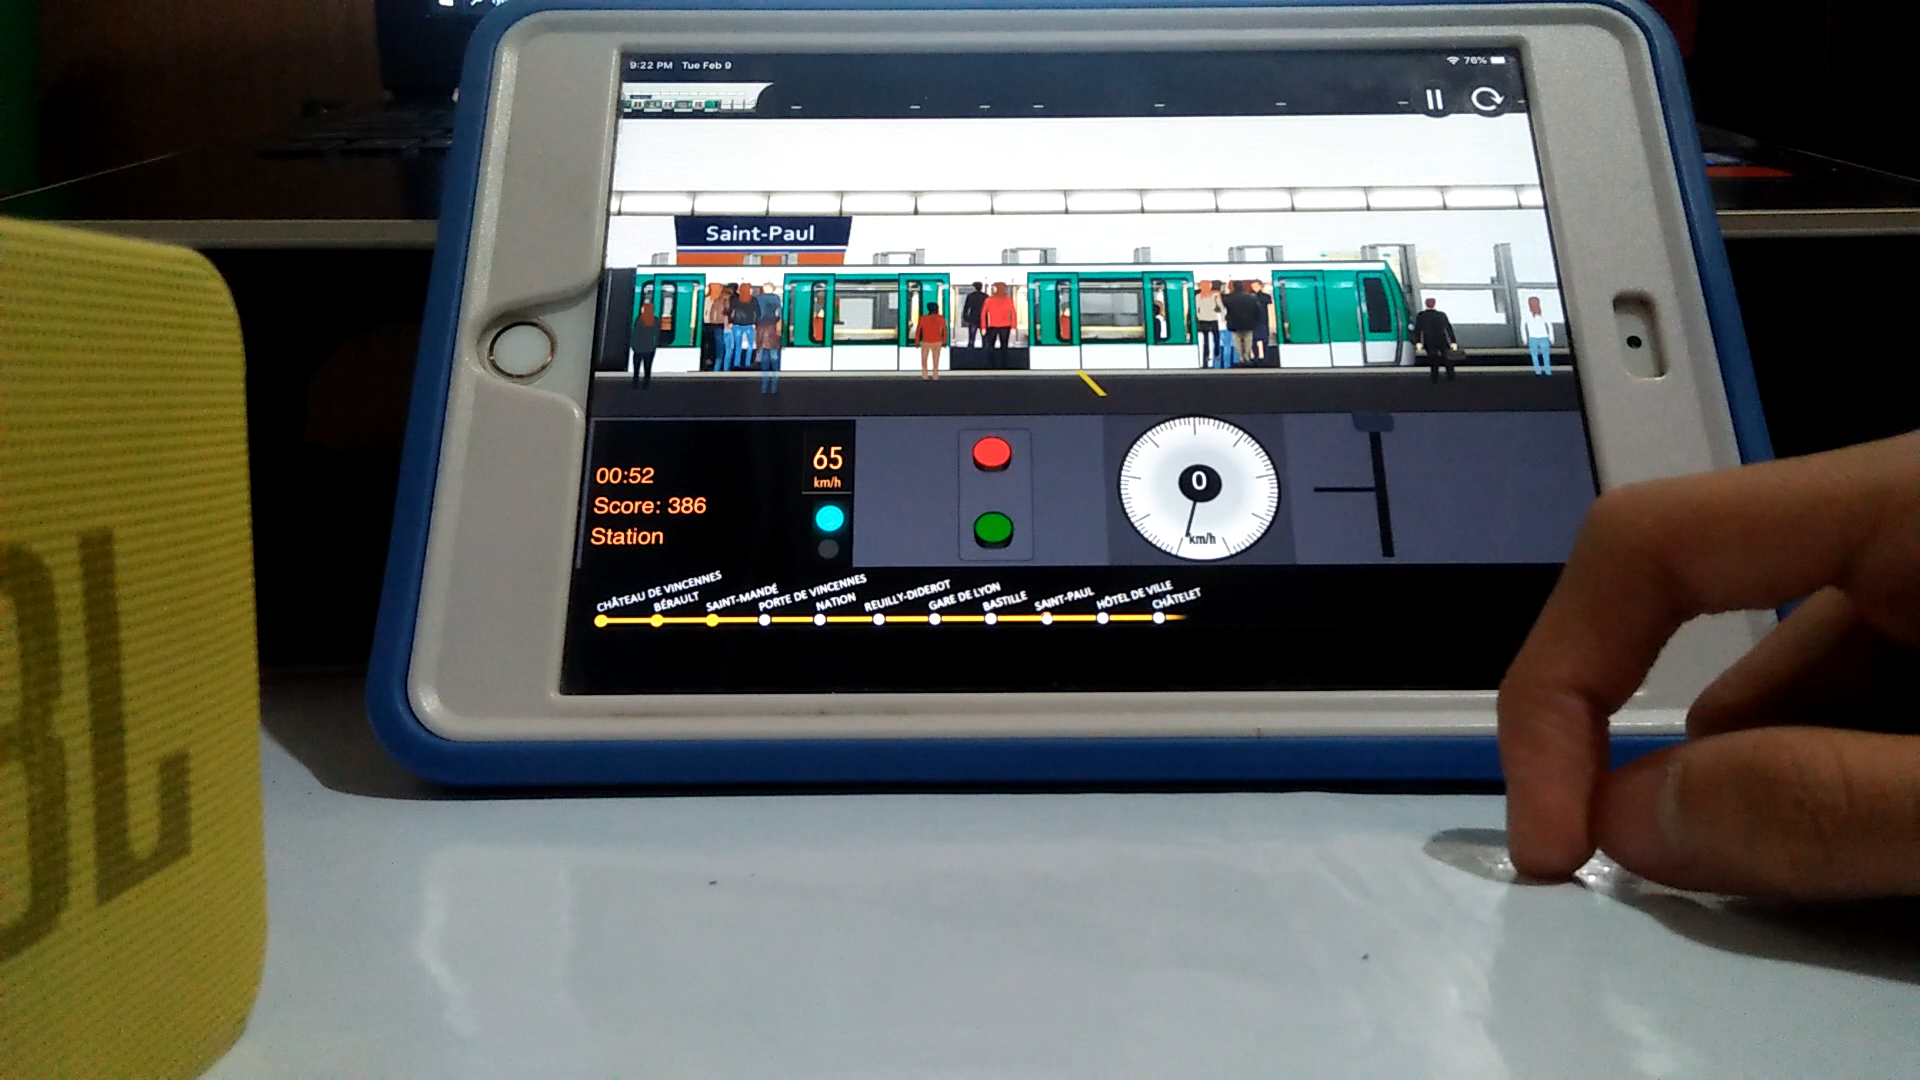 9:22 PM Tue Feb 9
76%
Saint-Paul
65
km/h
00:52
Score: 386
Station
0
km/h
CHÂTEAU DE VINCENNES
BÉRAULT
SAINT-MANDÉ
PORTE DE VINCENNES
NATION
REUILLY-DIDEROT
GARE DE LYON
BASTILLE
SAINT-PAUL
HÔTEL DE VILLE
CHÂTELET
JBL